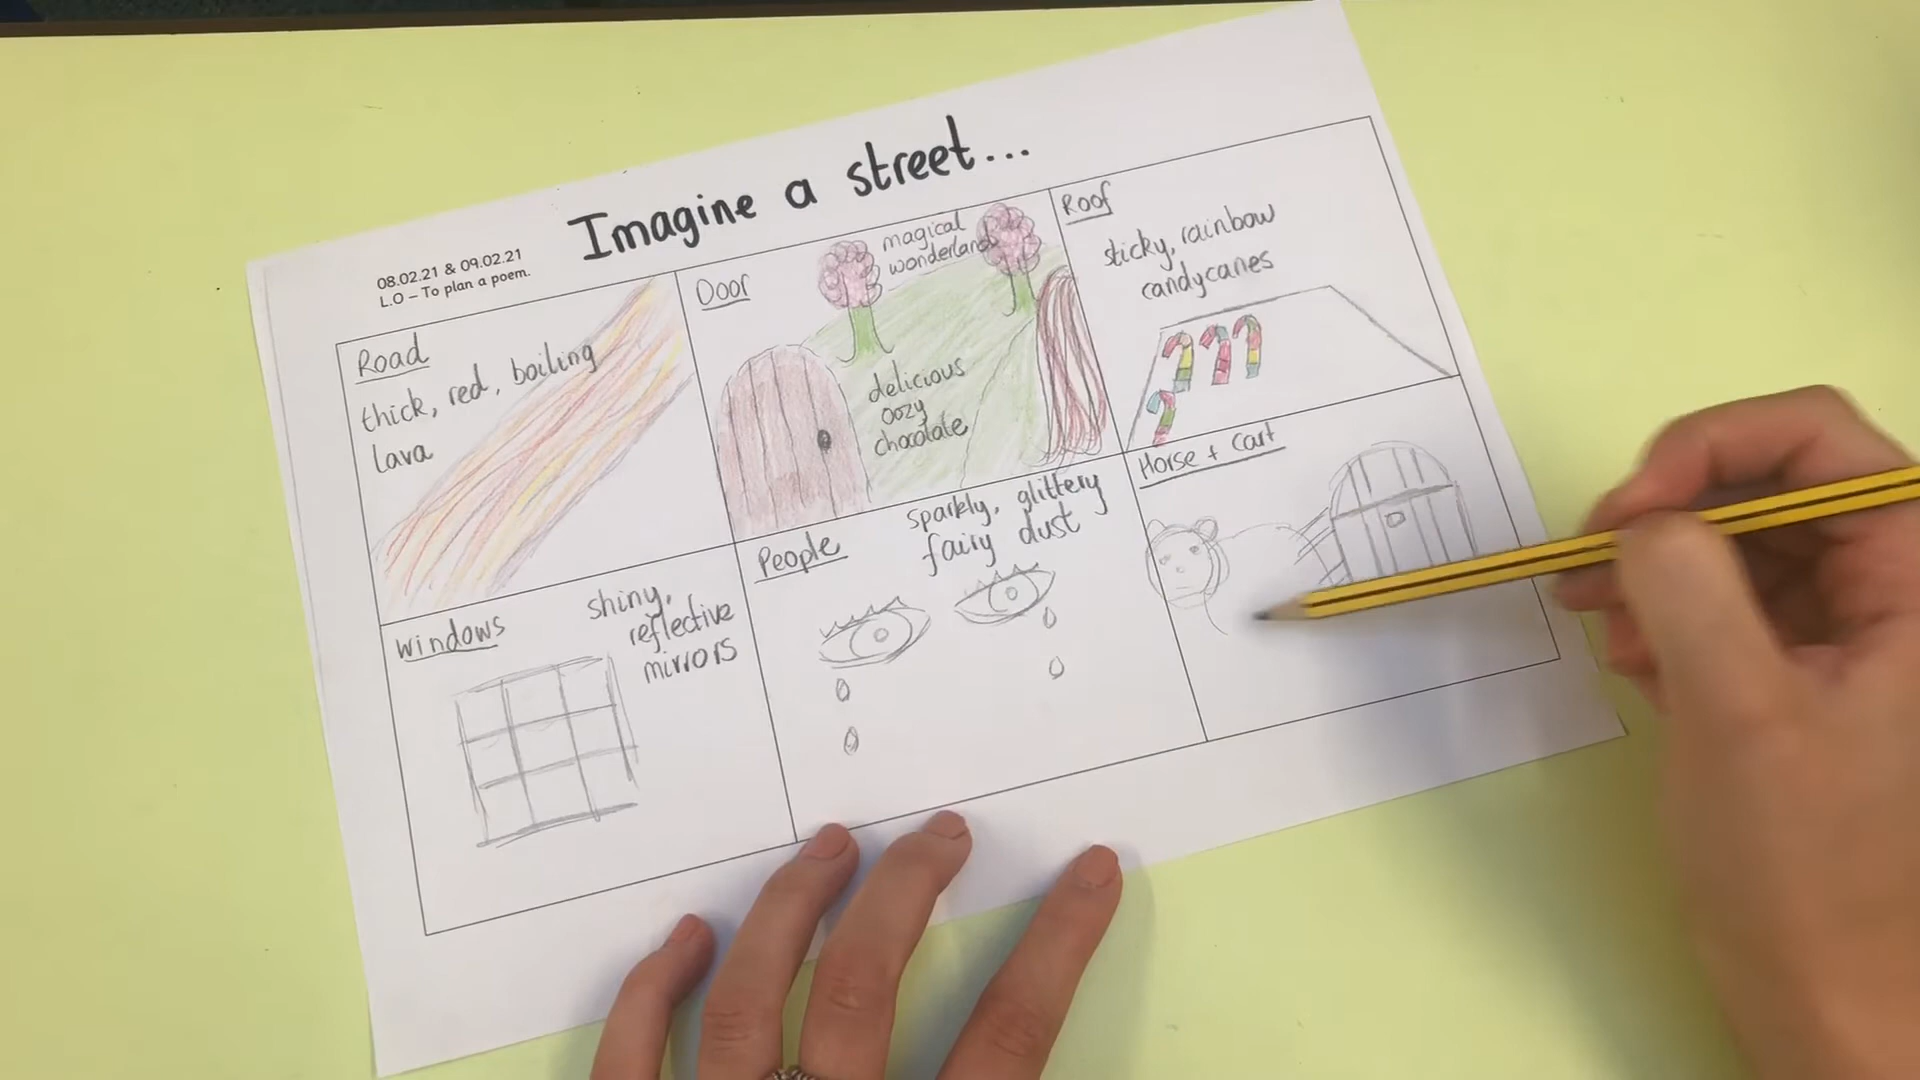 Imagine a street...
08.02.21 & 09.02.21
L.O – To plan a poem.
Road
thick, red, boiling
lava
Door
magical
wonderland
delicious
oozy
chocolate
Roof
sticky, rainbow
candycanes
Windows
shiny,
reflective
mirrors
People
sparkly, glittery
fairy dust
Horse + Cart